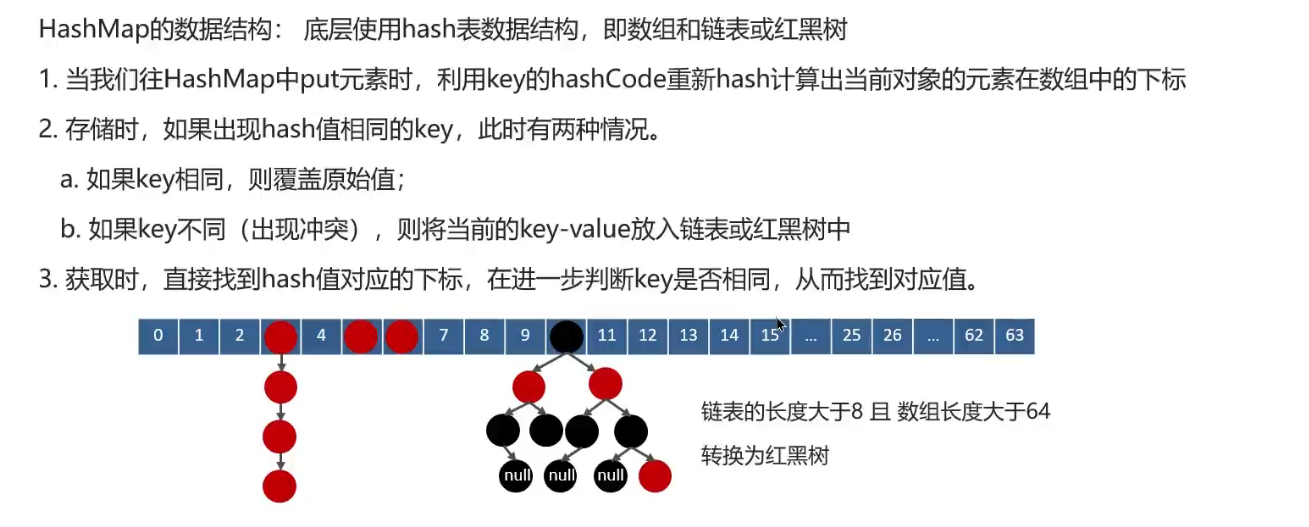 HashMap的数据结构： 底层使用hash表数据结构，即数组和链表或红黑树
1. 当我们往HashMap中put元素时，利用key的hashCode重新hash计算出当前对象的元素在数组中的下标
2. 存储时，如果出现hash值相同的key，此时有两种情况。
a. 如果key相同，则覆盖原始值；
b. 如果key不同（出现冲突），则将当前的key-value放入链表或红黑树中
3. 获取时，直接找到hash值对应的下标，在进一步判断key是否相同，从而找到对应值。
0 1 2 4 7 8 9 11 12 13 14 15 ... 25 26 ... 62 63
链表的长度大于8 且 数组长度大于64
转换为红黑树
null null null